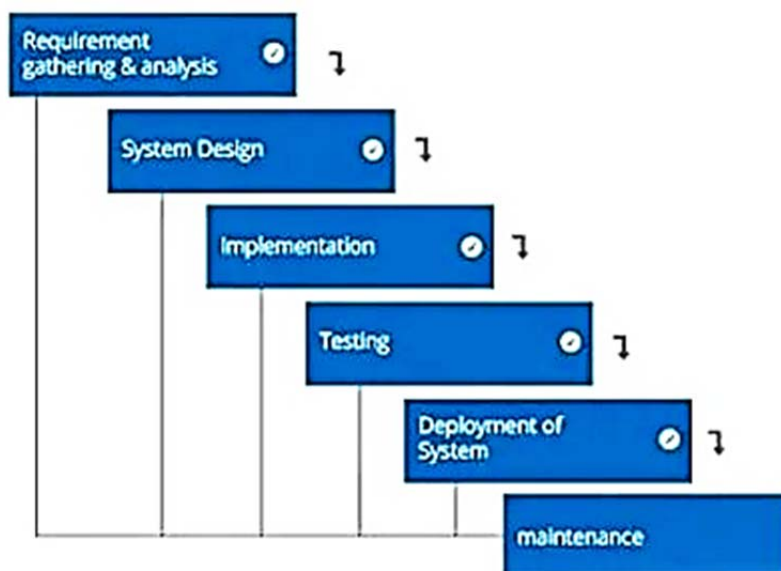 Requirement
gathering & analysis
System Design
Implementation
Testing
Deployment of
System
maintenance